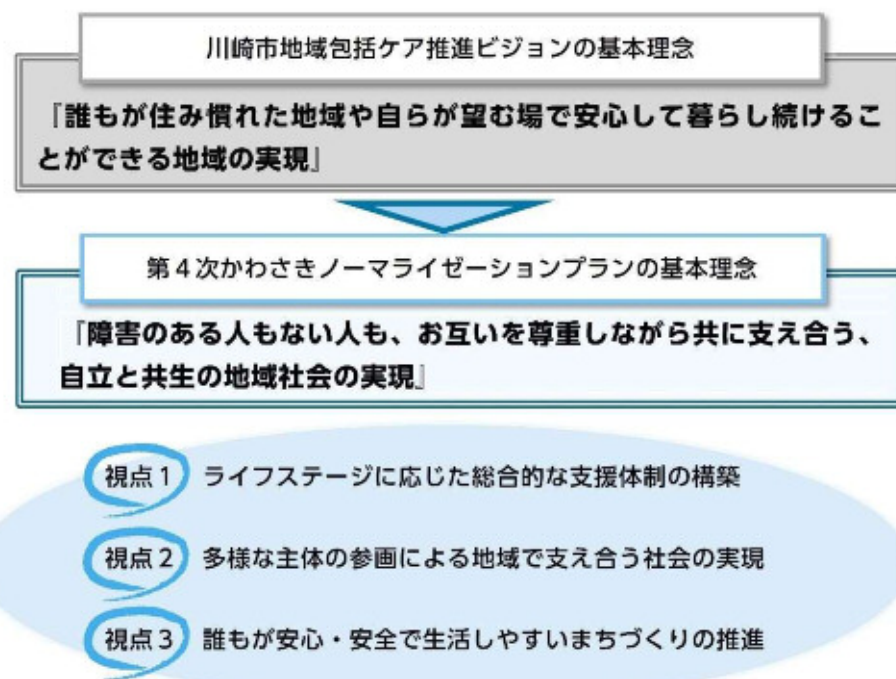 川崎市地域包括ケア推進ビジョンの基本理念
『誰もが住み慣れた地域や自らが望む場で安心して暮らし続けるこ
とができる地域の実現』
第４次かわさきノーマライゼーションプランの基本理念
『障害のある人もない人も、お互いを尊重しながら共に支え合う、
自立と共生の地域社会の実現』
視点１ ライフステージに応じた総合的な支援体制の構築
視点２ 多様な主体の参画による地域で支え合う社会の実現
視点３ 誰もが安心・安全で生活しやすいまちづくりの推進